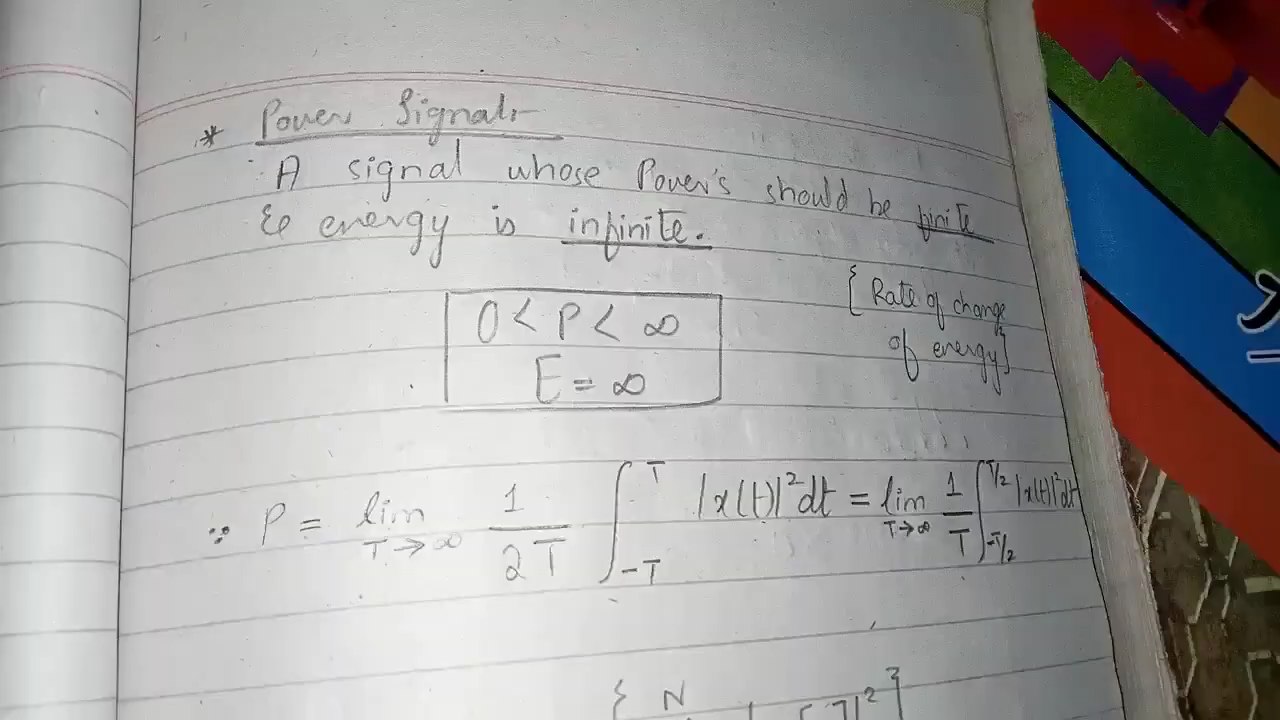 * Power Signal:-
A signal whose Power's should be finite
& energy is infinite.
0 < P < ∞
E = ∞
{ Rate of change
of energy}
∵ P = lim T→∞ 1/2T ∫_{-T}^{T} |x(t)|² dt = lim T→∞ 1/T ∫_{-T/2}^{T/2} |x(t)|² dt
{ N